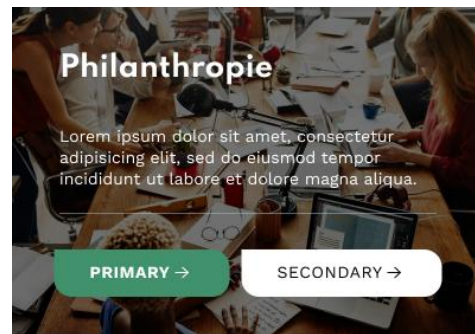 Philanthropie
Lorem ipsum dolor sit amet, consectetur
adipisicing elit, sed do eiusmod tempor
incididunt ut labore et dolore magna aliqua.
PRIMARY →
SECONDARY →